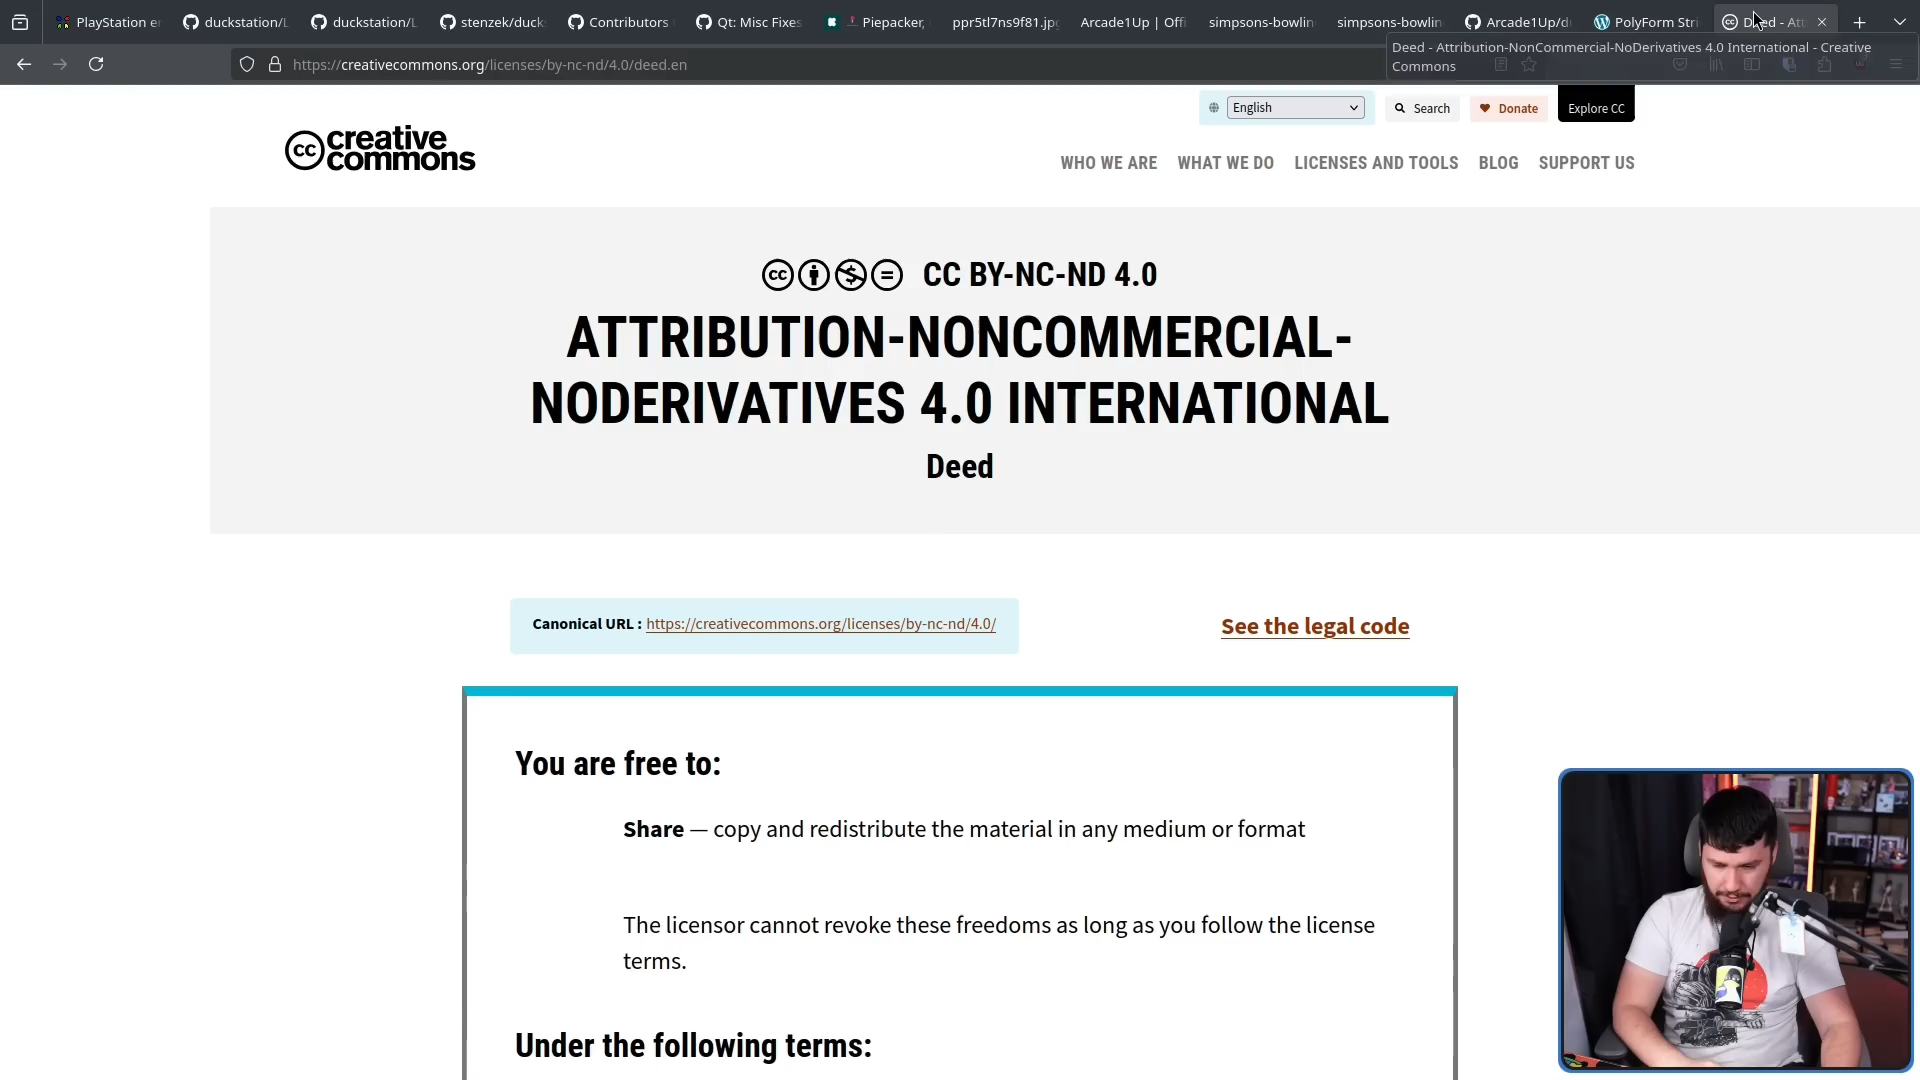 PlayStation er
duckstation/L
duckstation/L
stenzek/duck
Contributors
Qt: Misc Fixes
Piepacker,
ppr5tl7ns9f81.jpg
Arcade1Up | Offi
simpsons-bowlin
simpsons-bowlin
Arcade1Up/du
PolyForm Stri
Deed - Att
https://creativecommons.org/licenses/by-nc-nd/4.0/deed.en
Deed - Attribution-NonCommercial-NoDerivatives 4.0 International - Creative
Commons
English
Search
Donate
Explore CC
cc creative
commons
WHO WE ARE
WHAT WE DO
LICENSES AND TOOLS
BLOG
SUPPORT US
CC BY-NC-ND 4.0
ATTRIBUTION-NONCOMMERCIAL-
NODERIVATIVES 4.0 INTERNATIONAL
Deed
Canonical URL : https://creativecommons.org/licenses/by-nc-nd/4.0/
See the legal code
You are free to:
Share — copy and redistribute the material in any medium or format
The licensor cannot revoke these freedoms as long as you follow the license
terms.
Under the following terms: